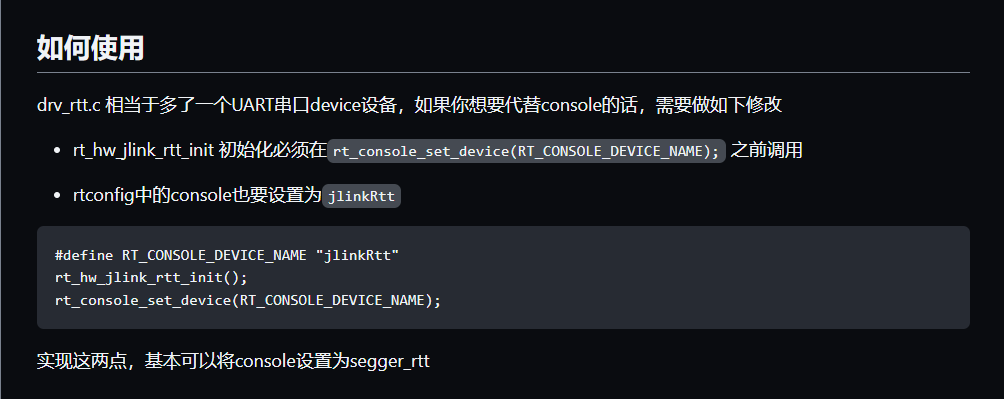 如何使用
drv_rtt.c 相当于多了一个UART串口device设备，如果你想要代替console的话，需要做如下修改
• rt_hw_jlink_rtt_init 初始化必须在 rt_console_set_device(RT_CONSOLE_DEVICE_NAME); 之前调用
• rtconfig中的console也要设置为 jlinkRtt
#define RT_CONSOLE_DEVICE_NAME "jlinkRtt"
rt_hw_jlink_rtt_init();
rt_console_set_device(RT_CONSOLE_DEVICE_NAME);
实现这两点，基本可以将console设置为segger_rtt